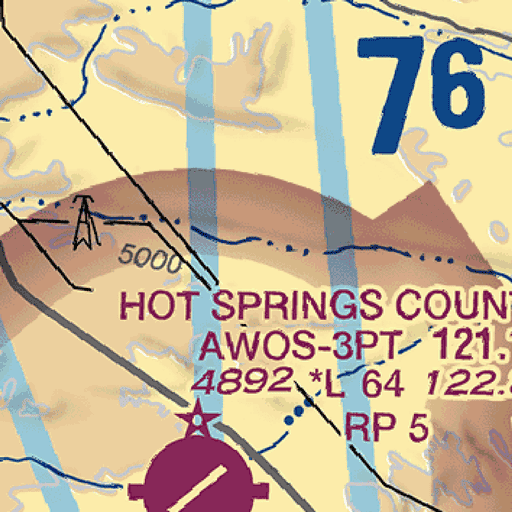 76
5000
HOT SPRINGS COUN
AWOS-3PT 121.
4892 *L 64 122.
RP 5